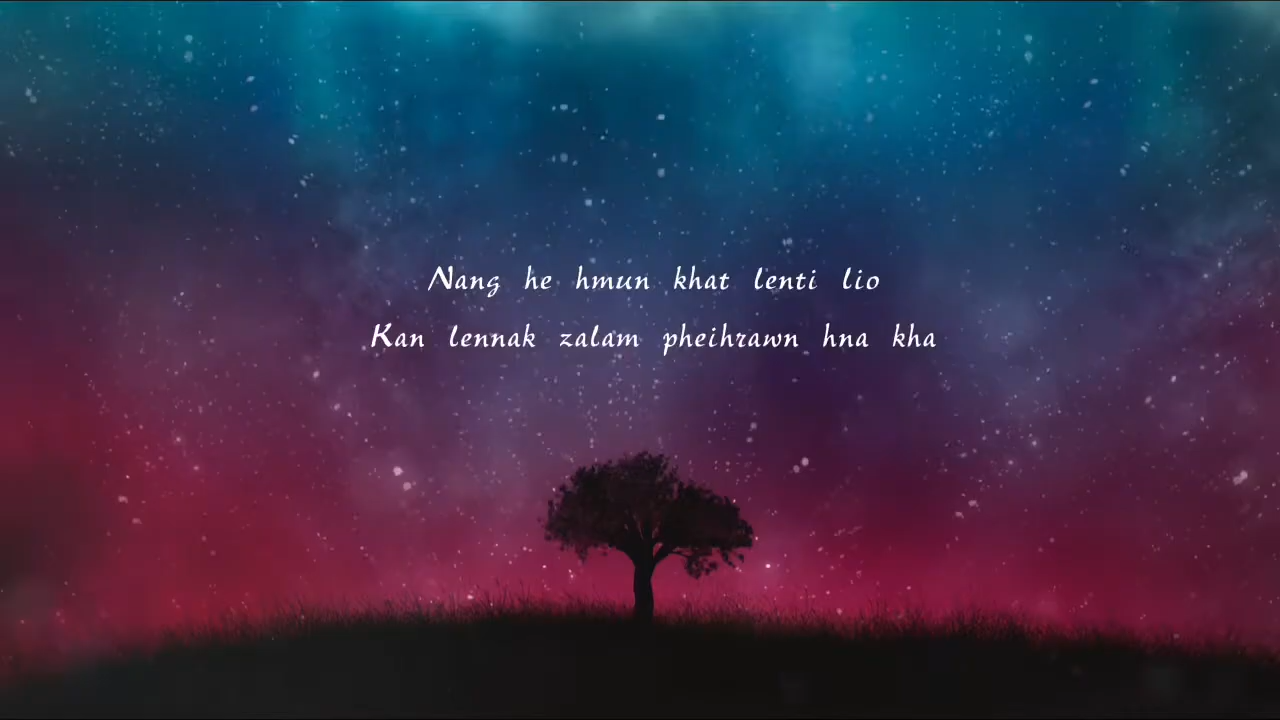 Nang he hmun khat lenti lio
Kan lennak zalam pheihrawn hna kha